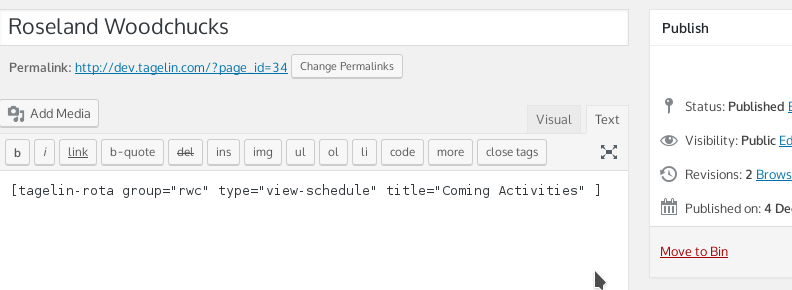 Roseland Woodchucks
Publish
Permalink: http://dev.tagelin.com/?page_id=34 Change Permalinks
Add Media
Visual Text
Status: Published
b i link b-quote del ins img ul ol li code more close tags
Visibility: Public Ed
Revisions: 2 Brows
[tagelin-rota group="rwc" type="view-schedule" title="Coming Activities" ]
Published on: 4 De
Move to Bin